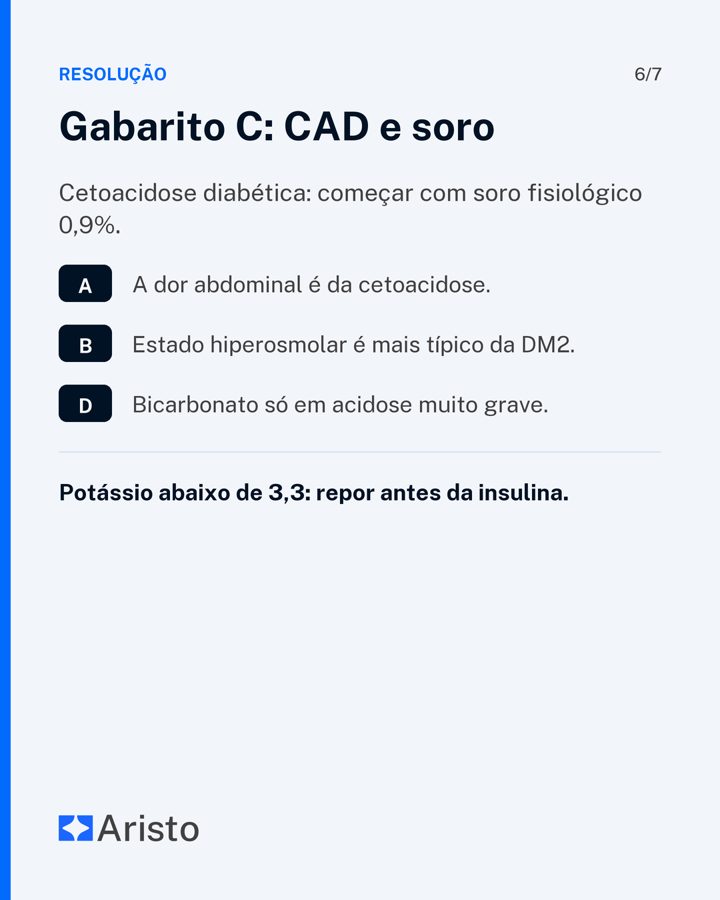 RESOLUÇÃO
6/7
Gabarito C: CAD e soro
Cetoacidose diabética: começar com soro fisiológico
0,9%.
A A dor abdominal é da cetoacidose.
B Estado hiperosmolar é mais típico da DM2.
D Bicarbonato só em acidose muito grave.
Potássio abaixo de 3,3: repor antes da insulina.
Aristo